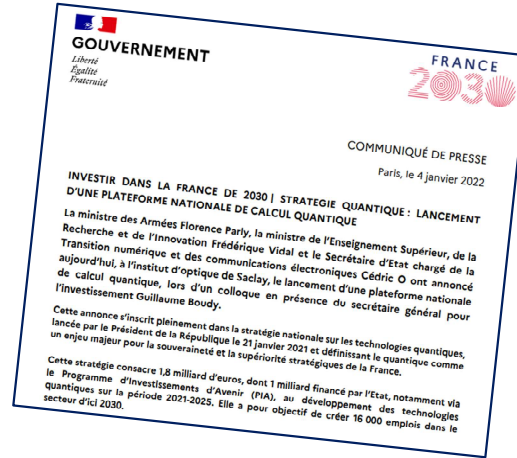 GOUVERNEMENT
Liberté
Égalité
Fraternité
FRANCE
2030
COMMUNIQUÉ DE PRESSE
Paris, le 4 janvier 2022
INVESTIR DANS LA FRANCE DE 2030 | STRATEGIE QUANTIQUE : LANCEMENT
D'UNE PLATEFORME NATIONALE DE CALCUL QUANTIQUE
La ministre des Armées Florence Parly, la ministre de l'Enseignement Supérieur, de la
Recherche et de l'Innovation Frédérique Vidal et le Secrétaire d'Etat chargé de la
Transition numérique et des communications électroniques Cédric O ont annoncé
aujourd'hui, à l'institut d'optique de Saclay, le lancement d'une plateforme nationale
de calcul quantique, lors d'un colloque en présence du secrétaire général pour
l'investissement Guillaume Boudy.
Cette annonce s'inscrit pleinement dans la stratégie nationale sur les technologies quantiques,
lancée par le Président de la République le 21 janvier 2021 et définissant le quantique comme
un enjeu majeur pour la souveraineté et la supériorité stratégiques de la France.
Cette stratégie consacre 1,8 milliard d'euros, dont 1 milliard financé par l'Etat, notamment via
le Programme d'Investissements d'Avenir (PIA), au développement des technologies
quantiques sur la période 2021-2025. Elle a pour objectif de créer 16 000 emplois dans le
secteur d'ici 2030.